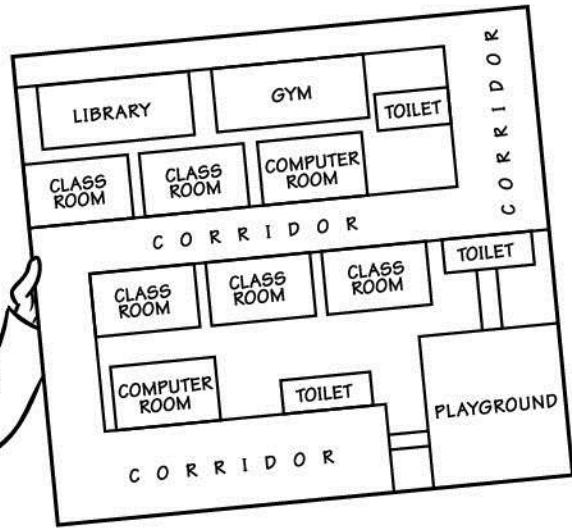 LIBRARY
GYM
TOILET
CORRIDOR
CLASS
ROOM
CLASS
ROOM
COMPUTER
ROOM
CORRIDOR
CLASS
ROOM
CLASS
ROOM
CLASS
ROOM
TOILET
COMPUTER
ROOM
TOILET
PLAYGROUND
CORRIDOR